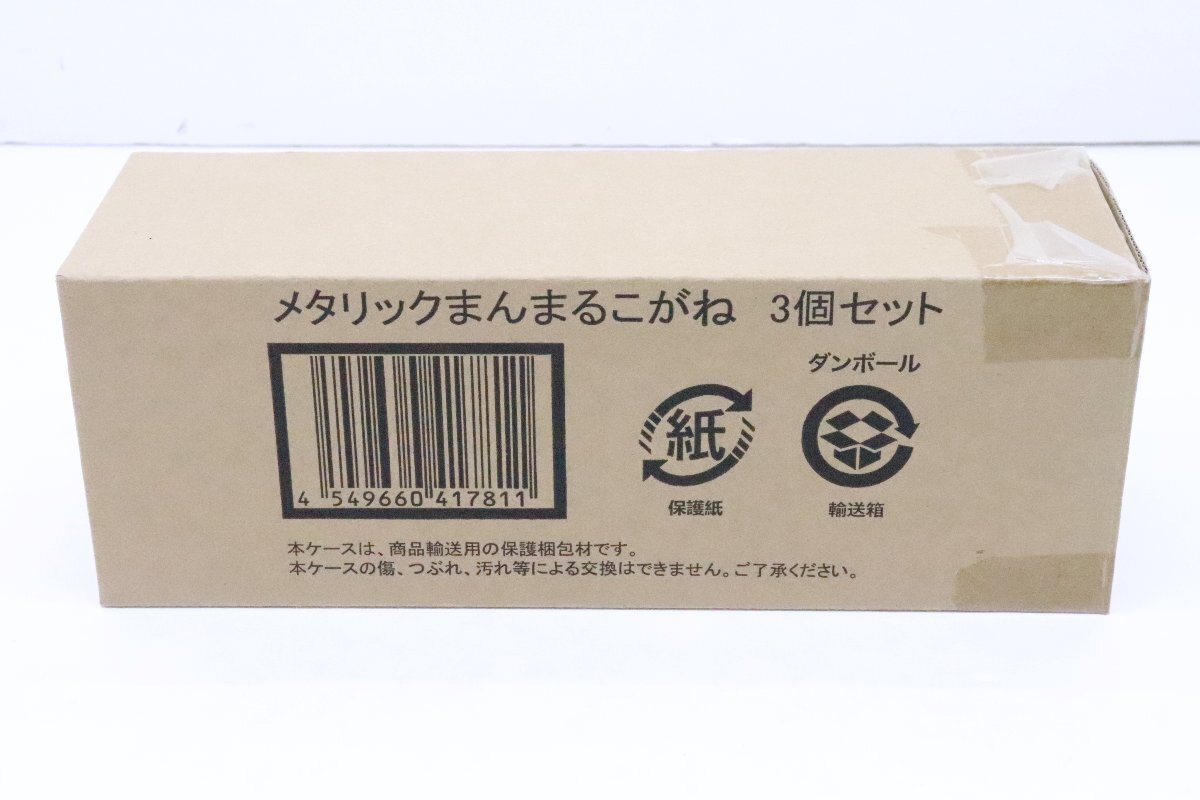 メタリックまんまるこがね 3個セット
ダンボール
紙
4 549660 417811
保護紙
輸送箱
本ケースは、商品輸送用の保護梱包材です。
本ケースの傷、つぶれ、汚れ等による交換はできません。ご了承ください。